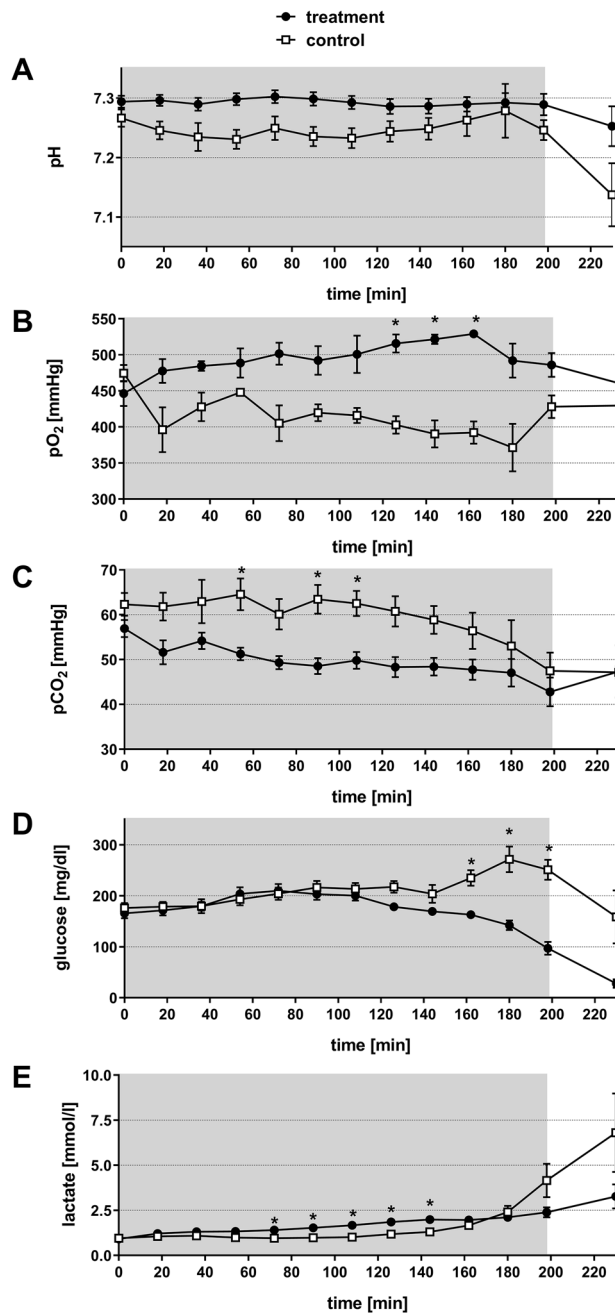 treatment
control
A
7.3
7.2
7.1
pH
0 20 40 60 80 100 120 140 160 180 200 220
time [min]
B
* * *
550
500
450
400
350
300
pO2 [mmHg]
0 20 40 60 80 100 120 140 160 180 200 220
time [min]
C
* * *
70
60
50
40
30
pCO2 [mmHg]
0 20 40 60 80 100 120 140 160 180 200 220
time [min]
D
* * *
300
200
100
0
glucose [mg/dl]
0 20 40 60 80 100 120 140 160 180 200 220
time [min]
E
* * * * *
10.0
7.5
5.0
2.5
0.0
lactate [mmol/l]
0 20 40 60 80 100 120 140 160 180 200 220
time [min]